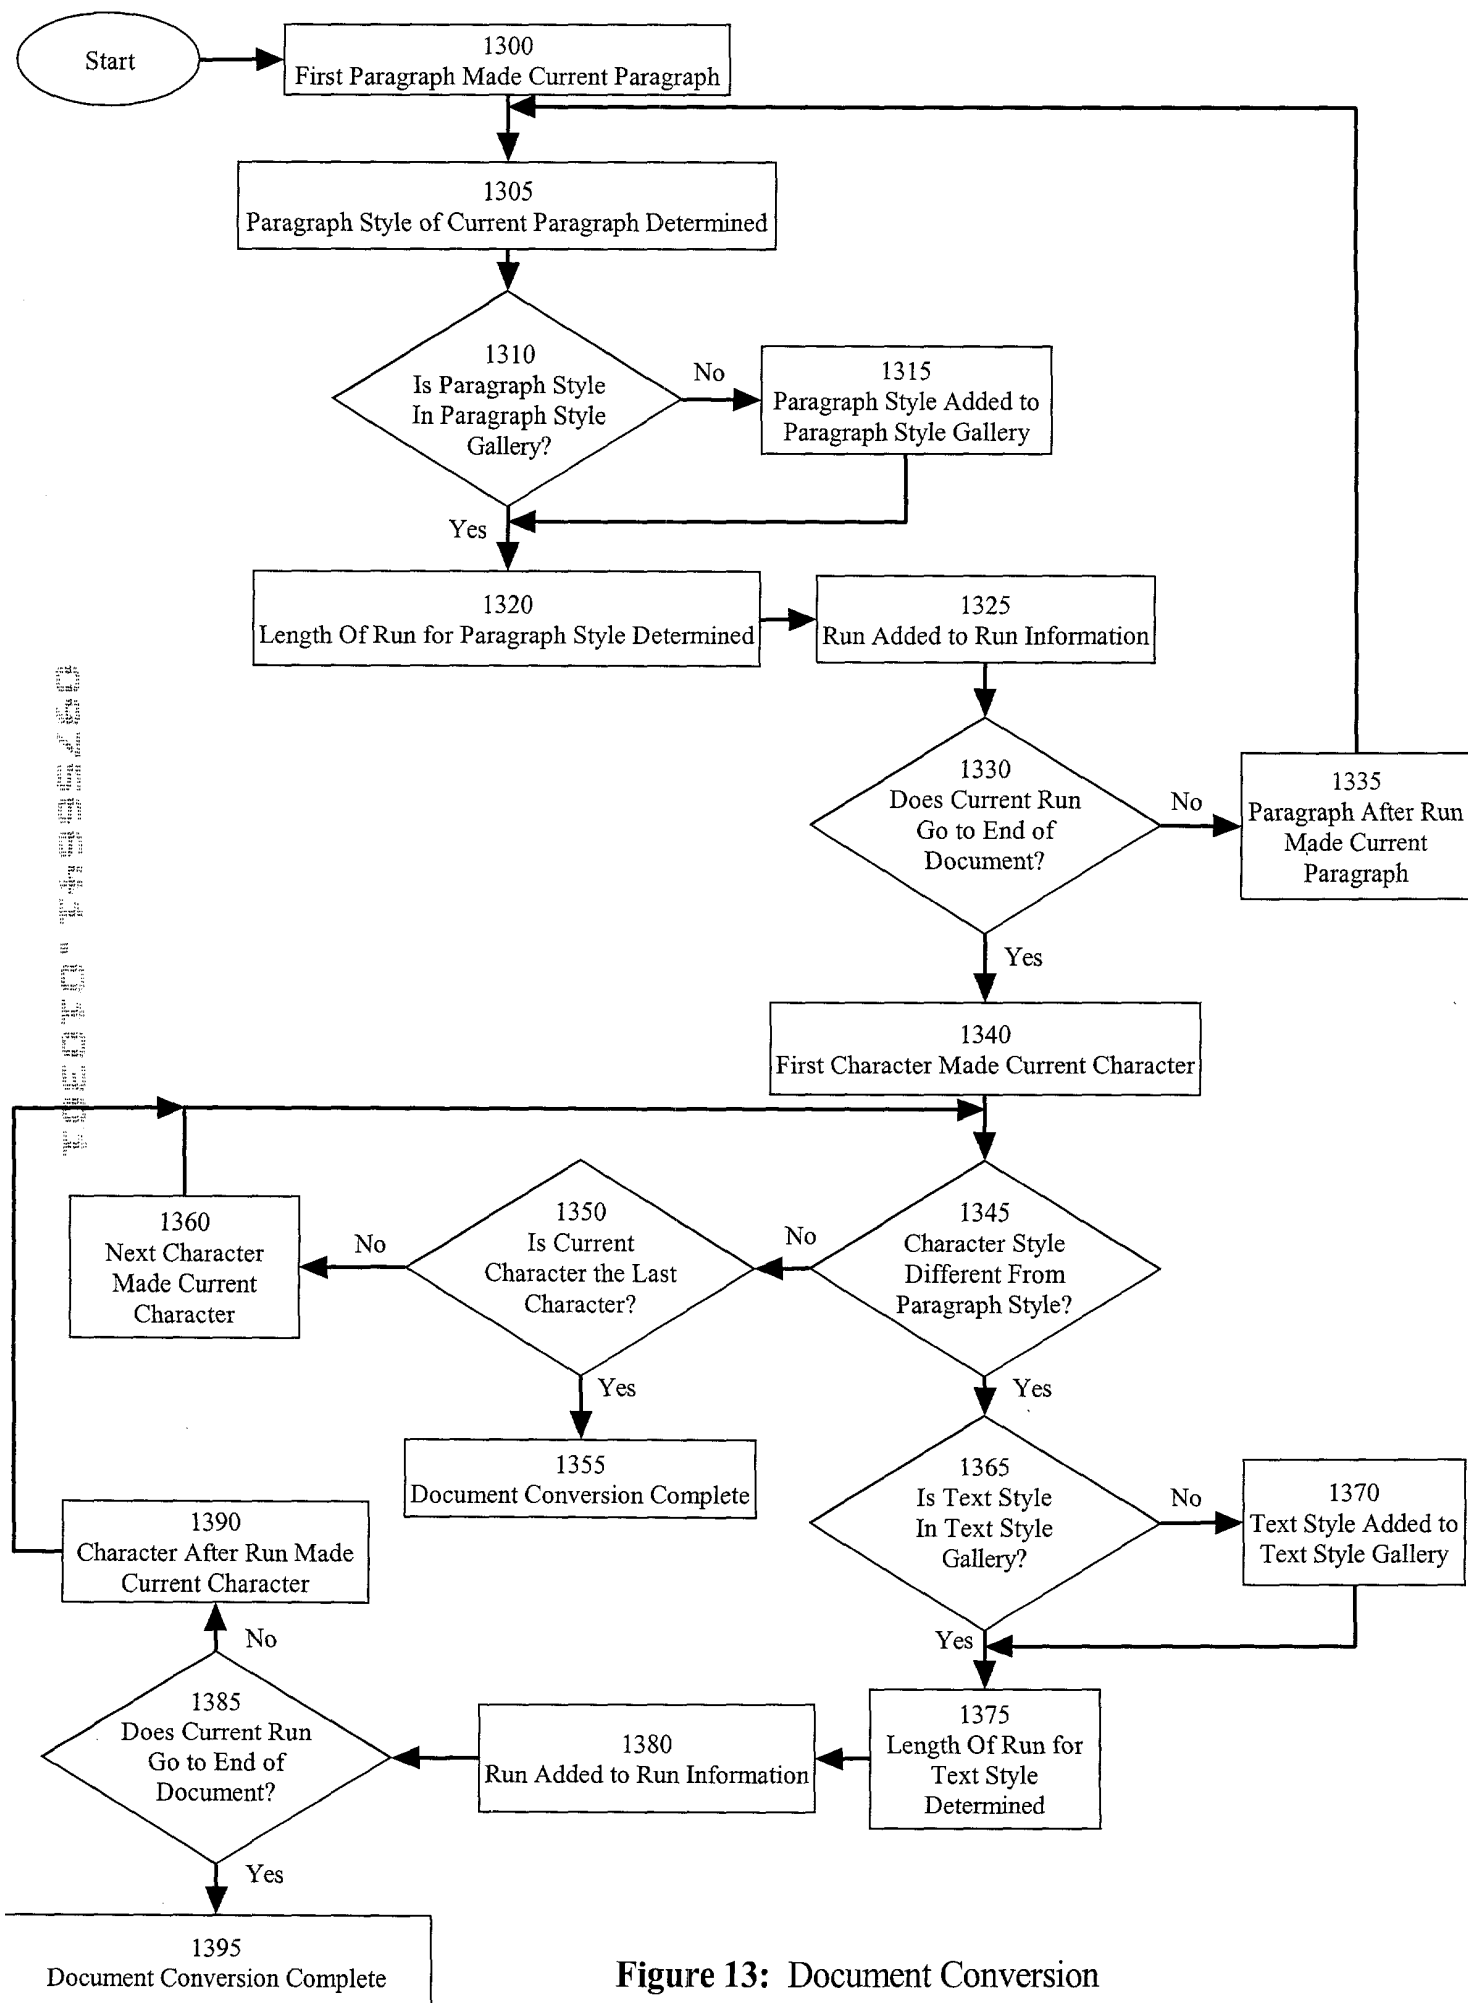 Start
1300
First Paragraph Made Current Paragraph
1305
Paragraph Style of Current Paragraph Determined
1310
Is Paragraph Style
In Paragraph Style
Gallery?
No
1315
Paragraph Style Added to
Paragraph Style Gallery
Yes
1320
Length Of Run for Paragraph Style Determined
1325
Run Added to Run Information
1330
Does Current Run
Go to End of
Document?
No
1335
Paragraph After Run
Made Current
Paragraph
Yes
1340
First Character Made Current Character
1345
Character Style
Different From
Paragraph Style?
No
1350
Is Current
Character the Last
Character?
No
1360
Next Character
Made Current
Character
Yes
1355
Document Conversion Complete
Yes
1365
Is Text Style
In Text Style
Gallery?
No
1370
Text Style Added to
Text Style Gallery
Yes
1375
Length Of Run for
Text Style
Determined
1380
Run Added to Run Information
1385
Does Current Run
Go to End of
Document?
No
1390
Character After Run Made
Current Character
Yes
1395
Document Conversion Complete
Figure 13: Document Conversion